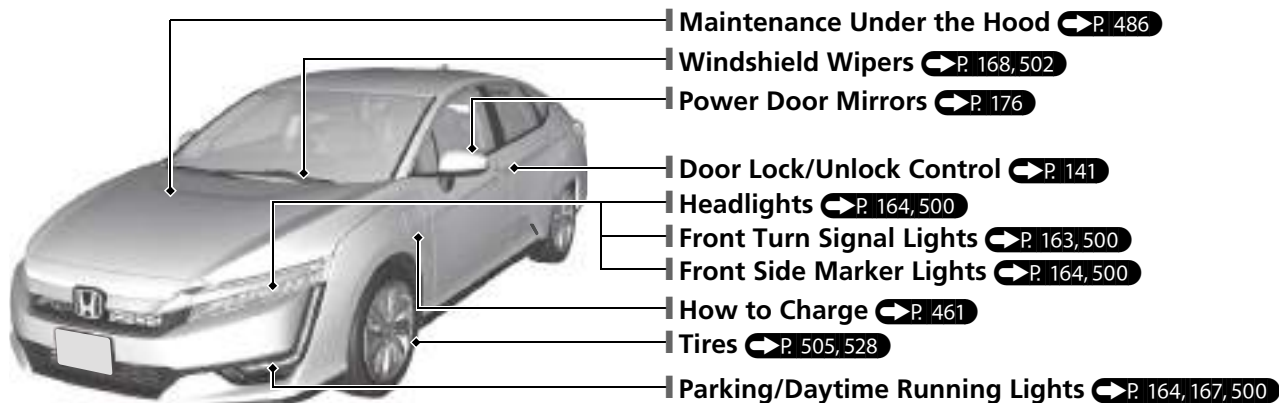 Maintenance Under the Hood P. 486
Windshield Wipers P. 168, 502
Power Door Mirrors P. 176
Door Lock/Unlock Control P. 141
Headlights P. 164, 500
Front Turn Signal Lights P. 163, 500
Front Side Marker Lights P. 164, 500
How to Charge P. 461
Tires P. 505, 528
Parking/Daytime Running Lights P. 164, 167, 500